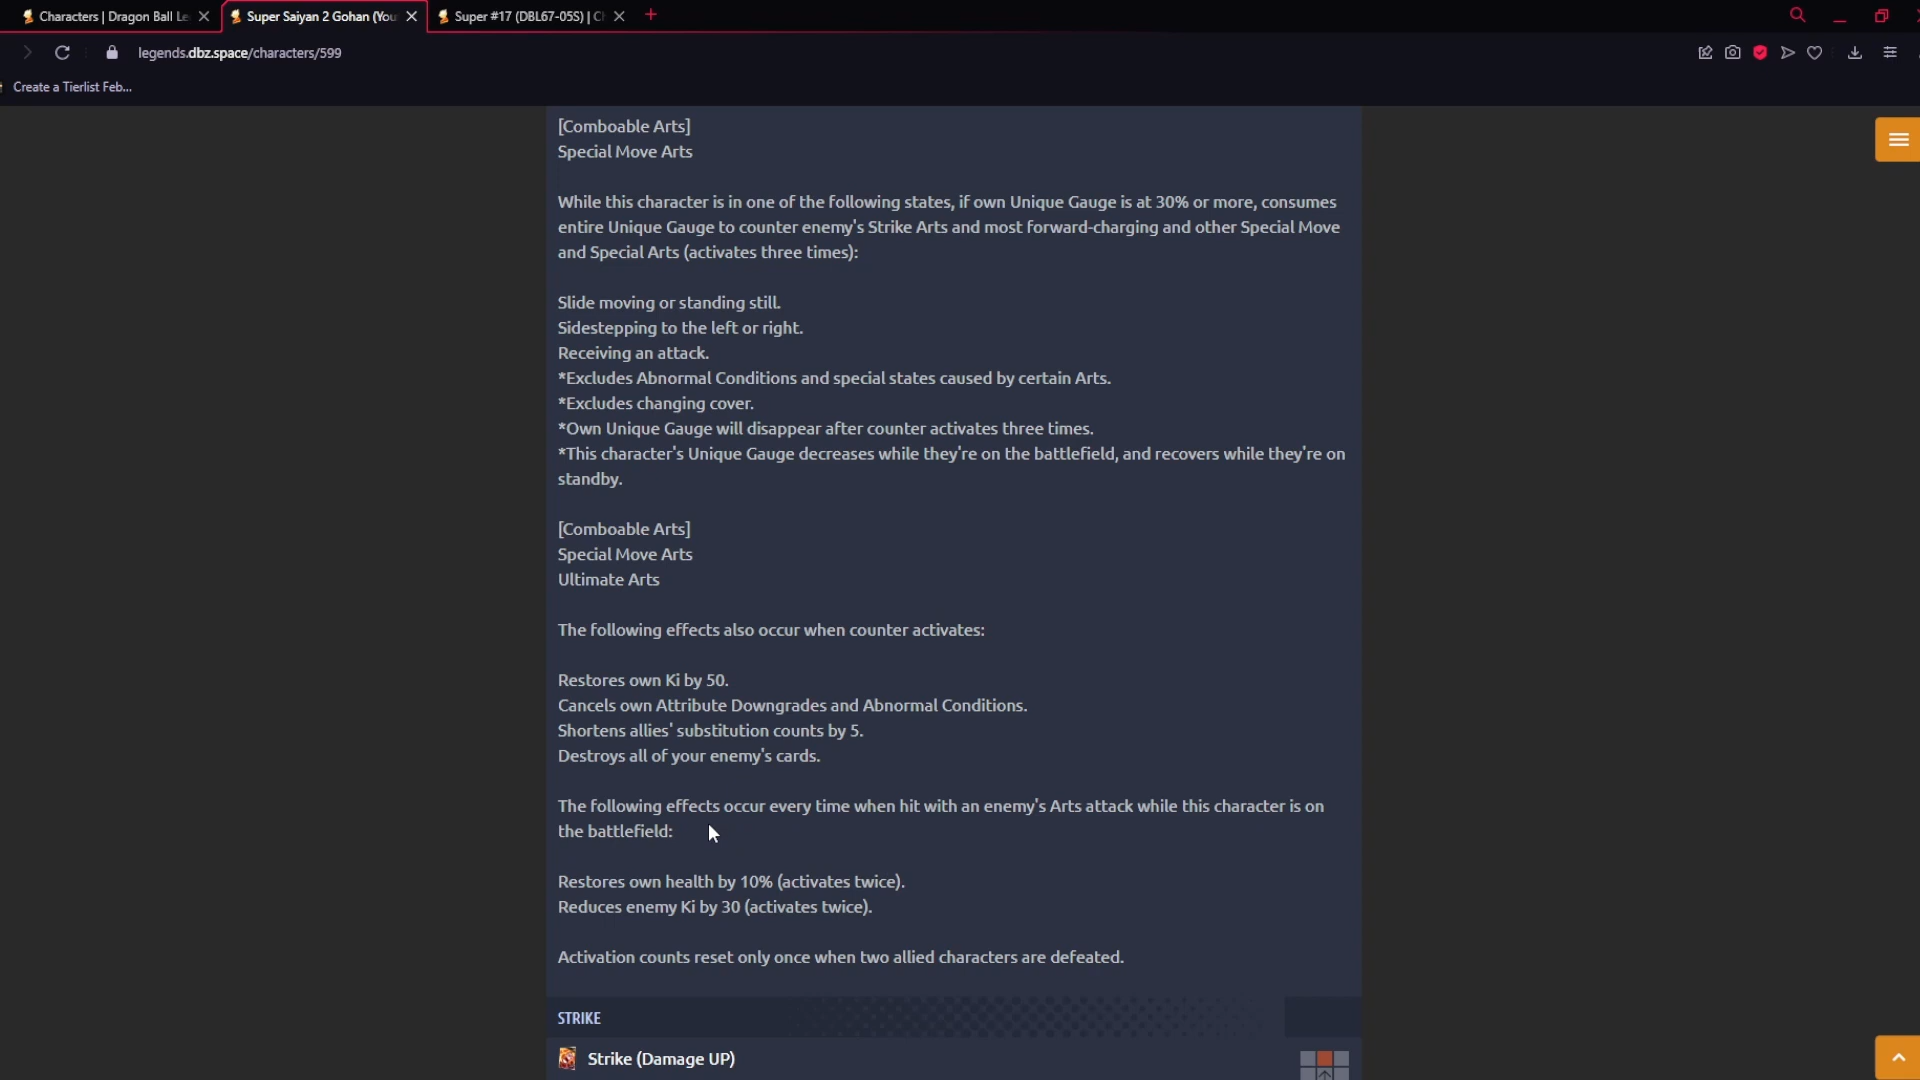 Characters | Dragon Ball Le
Super Saiyan 2 Gohan (You
Super #17 (DBL67-05S) | Ch
legends.dbz.space/characters/599
Create a Tierlist Feb...
[Comboable Arts]
Special Move Arts
While this character is in one of the following states, if own Unique Gauge is at 30% or more, consumes
entire Unique Gauge to counter enemy's Strike Arts and most forward-charging and other Special Move
and Special Arts (activates three times):
Slide moving or standing still.
Sidestepping to the left or right.
Receiving an attack.
*Excludes Abnormal Conditions and special states caused by certain Arts.
*Excludes changing cover.
*Own Unique Gauge will disappear after counter activates three times.
*This character's Unique Gauge decreases while they're on the battlefield, and recovers while they're on
standby.
[Comboable Arts]
Special Move Arts
Ultimate Arts
The following effects also occur when counter activates:
Restores own Ki by 50.
Cancels own Attribute Downgrades and Abnormal Conditions.
Shortens allies' substitution counts by 5.
Destroys all of your enemy's cards.
The following effects occur every time when hit with an enemy's Arts attack while this character is on
the battlefield:
Restores own health by 10% (activates twice).
Reduces enemy Ki by 30 (activates twice).
Activation counts reset only once when two allied characters are defeated.
STRIKE
Strike (Damage UP)